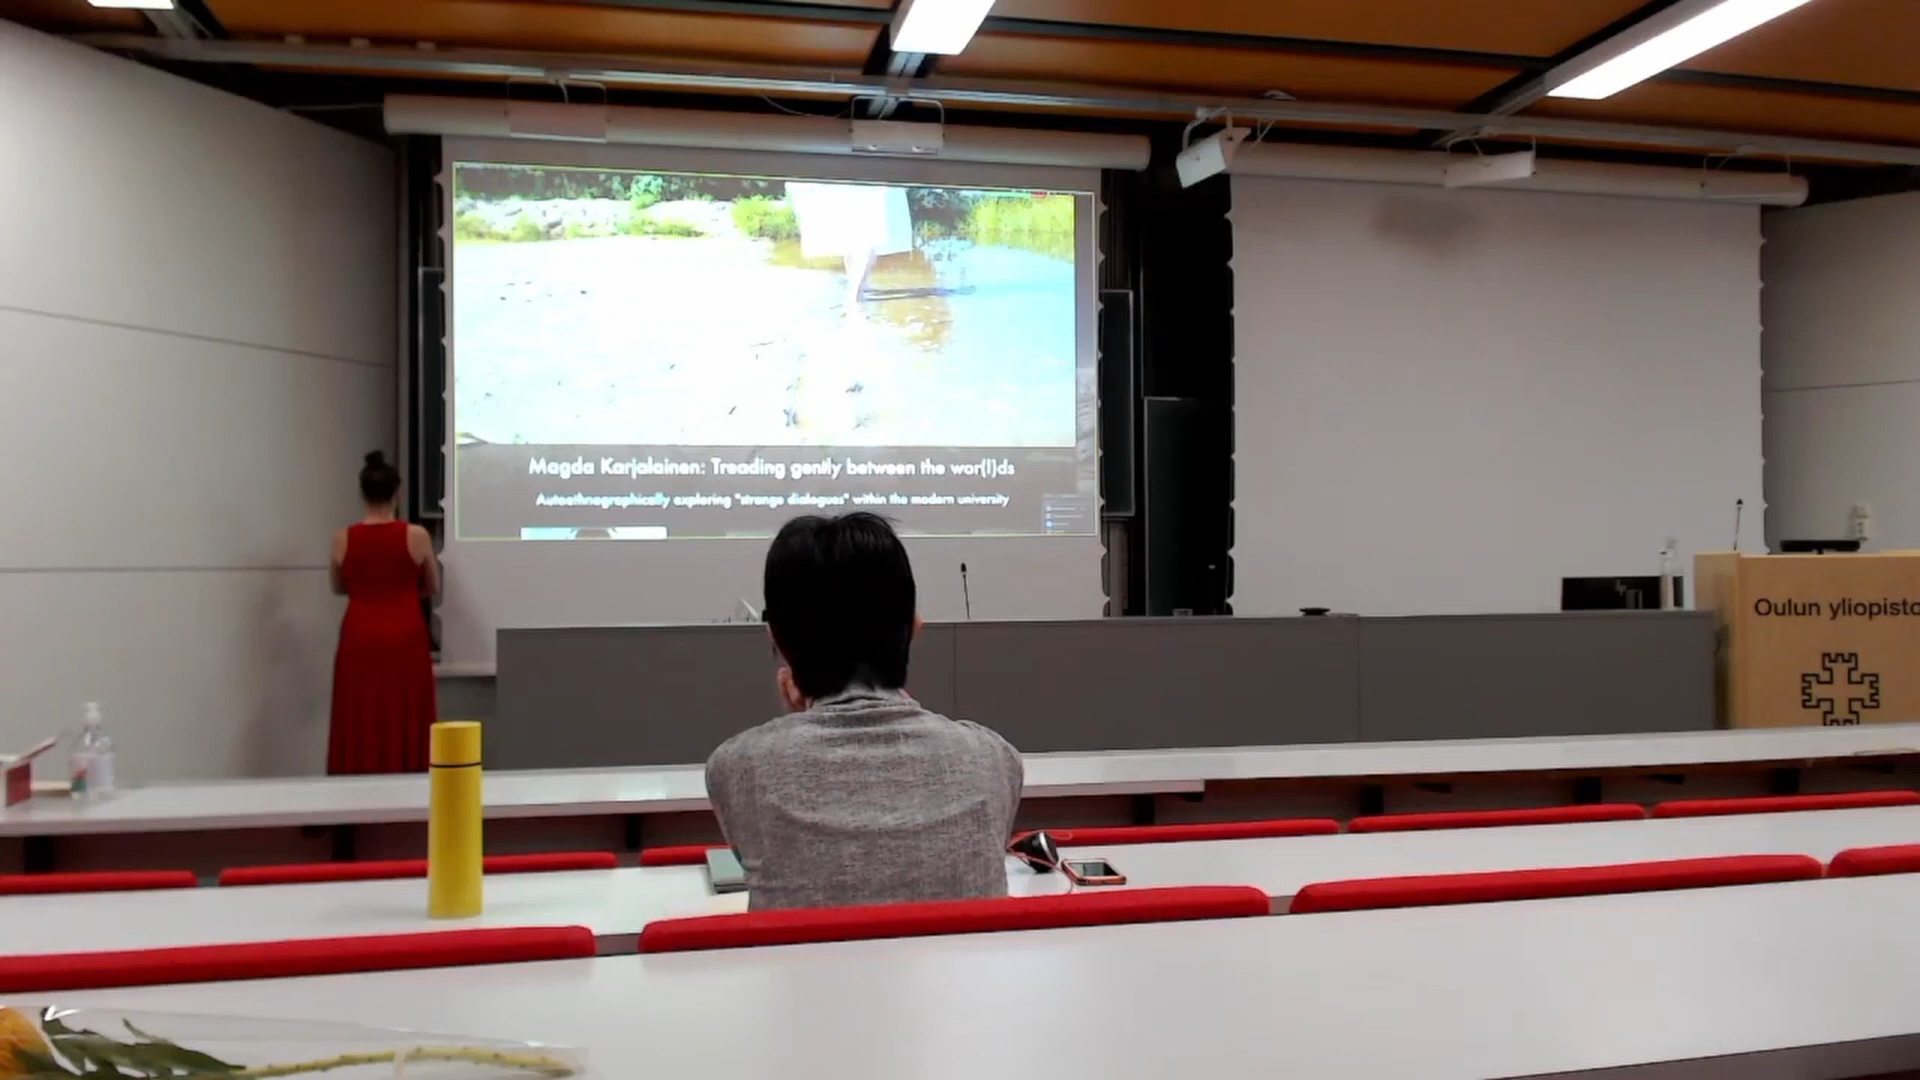 Magda Karjalainen: Treading gently between the wor(l)ds
Autoethnographically exploring "strange dialogues" within the modern university
Oulun yliopisto